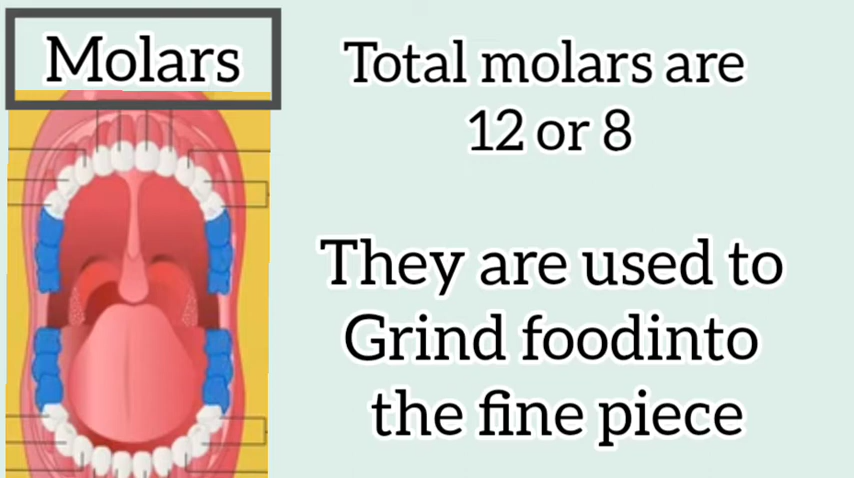 Molars
Total molars are
12 or 8
They are used to
Grind foodinto
the fine piece